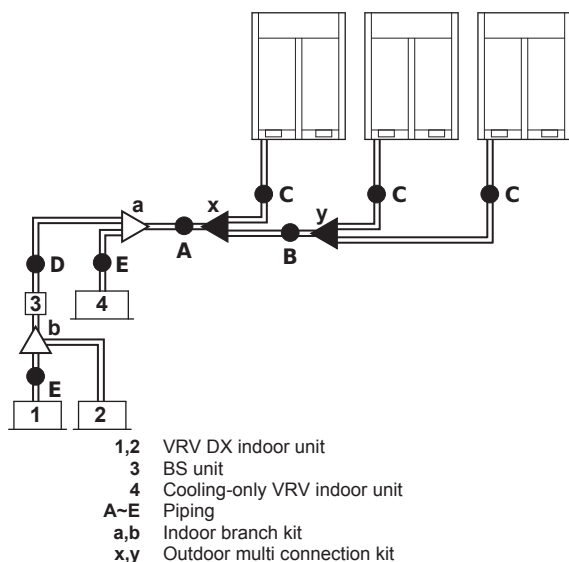 C C C
a x y
A B
D E
3 4
b
E
1 2
1,2 VRV DX indoor unit
3 BS unit
4 Cooling-only VRV indoor unit
A~E Piping
a,b Indoor branch kit
x,y Outdoor multi connection kit